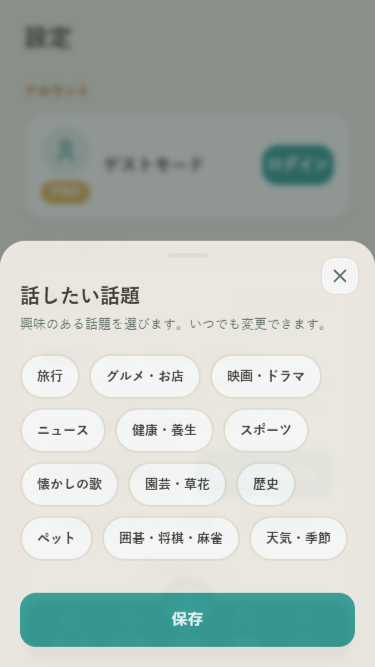 設定
アカウント
ゲストモード
ログイン
話したい話題
興味のある話題を選びます。いつでも変更できます。
旅行
グルメ・お店
映画・ドラマ
ニュース
健康・養生
スポーツ
懐かしの歌
園芸・草花
歴史
ペット
囲碁・将棋・麻雀
天気・季節
保存